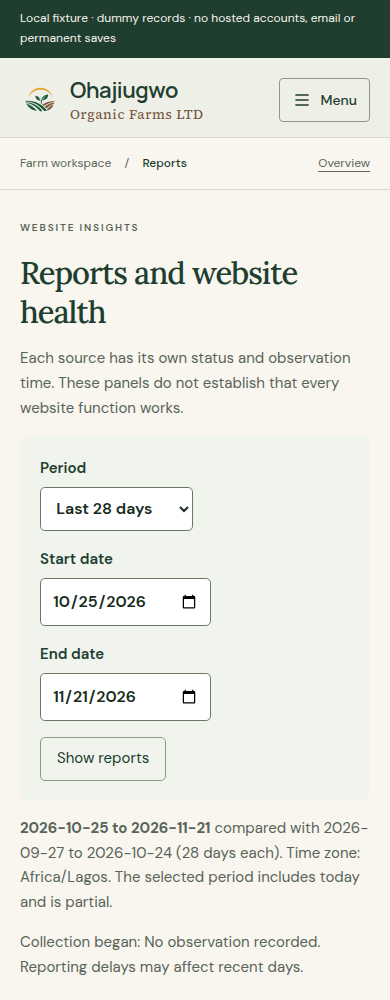 Local fixture · dummy records · no hosted accounts, email or
permanent saves
Ohajiugwo
Organic Farms LTD
Menu
Farm workspace / Reports
Overview
WEBSITE INSIGHTS
Reports and website
health
Each source has its own status and observation
time. These panels do not establish that every
website function works.
Period
Last 28 days
Start date
10/25/2026
End date
11/21/2026
Show reports
2026-10-25 to 2026-11-21 compared with 2026-
09-27 to 2026-10-24 (28 days each). Time zone:
Africa/Lagos. The selected period includes today
and is partial.
Collection began: No observation recorded.
Reporting delays may affect recent days.